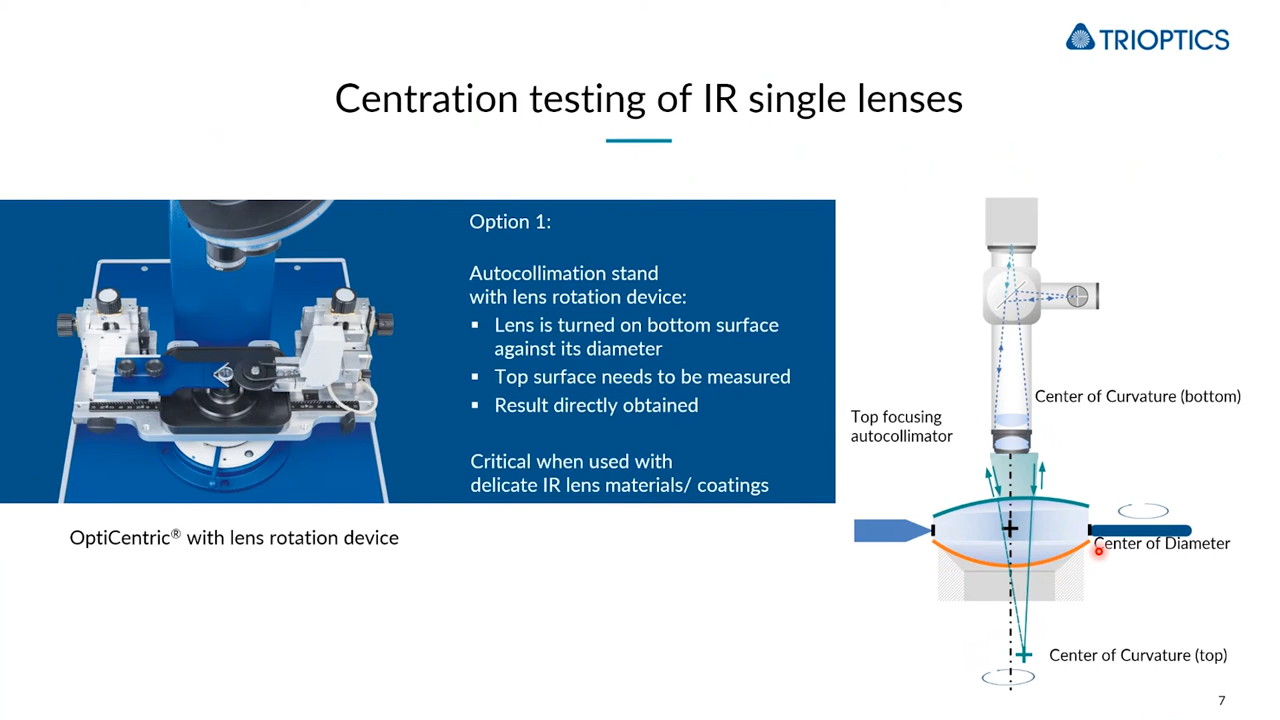 TRIOPTICS
Centration testing of IR single lenses
Option 1:
Autocollimation stand
with lens rotation device:
▪ Lens is turned on bottom surface
against its diameter
▪ Top surface needs to be measured
▪ Result directly obtained
Critical when used with
delicate IR lens materials/ coatings
OptiCentric® with lens rotation device
Center of Curvature (bottom)
Top focusing
autocollimator
Center of Diameter
Center of Curvature (top)
7